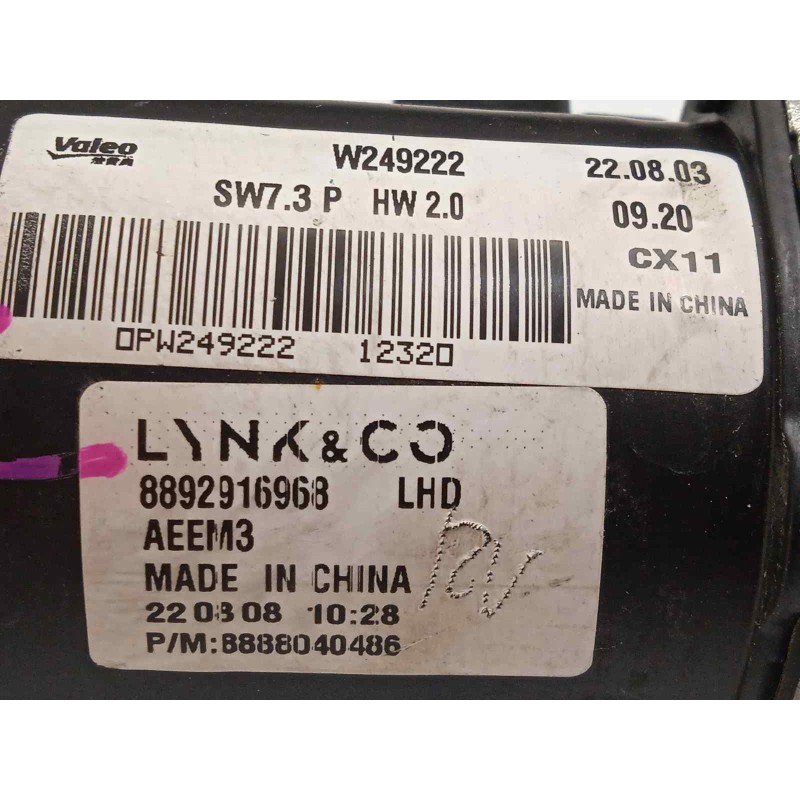 Valeo
W249222
22.08.03
SW7.3 P HW 2.0
09.20
CX11
MADE IN CHINA
0PW249222 12320
LYNK & CO
8892916968 LHD
AEEM3
MADE IN CHINA
22 08 08 10:28
P/M:8888040486